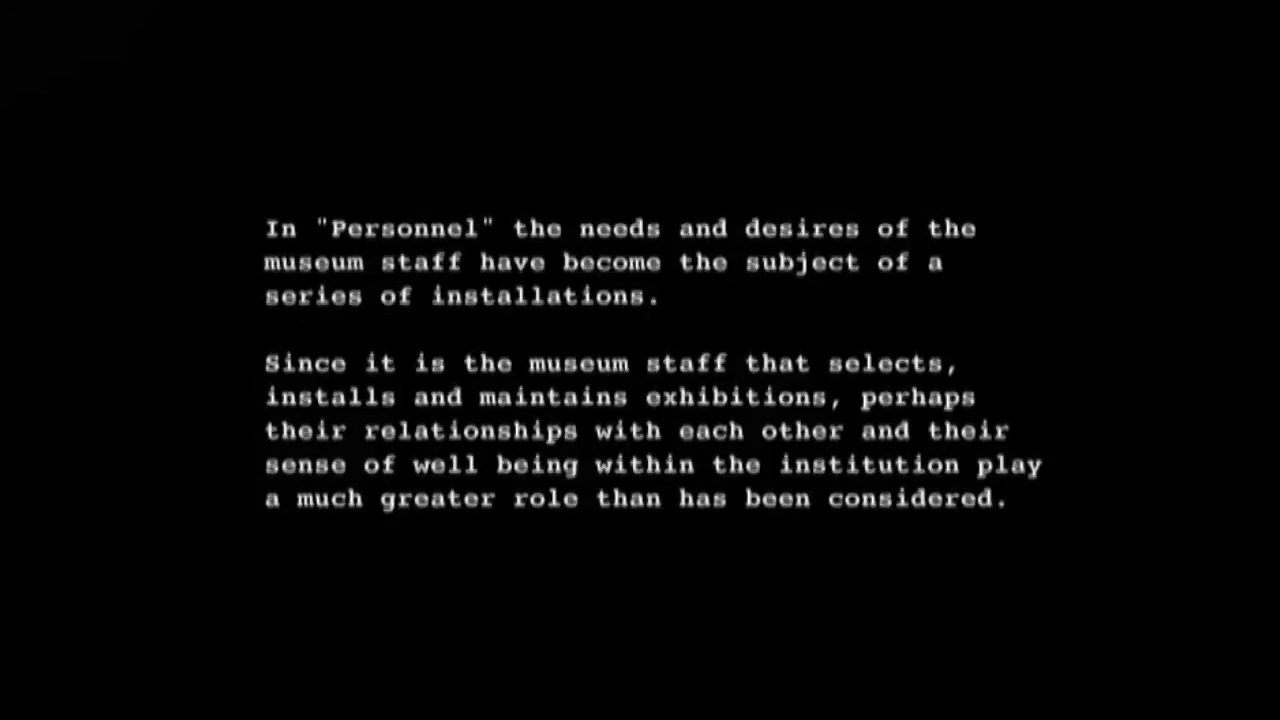 In "Personnel" the needs and desires of the
museum staff have become the subject of a
series of installations.
Since it is the museum staff that selects,
installs and maintains exhibitions, perhaps
their relationships with each other and their
sense of well being within the institution play
a much greater role than has been considered.